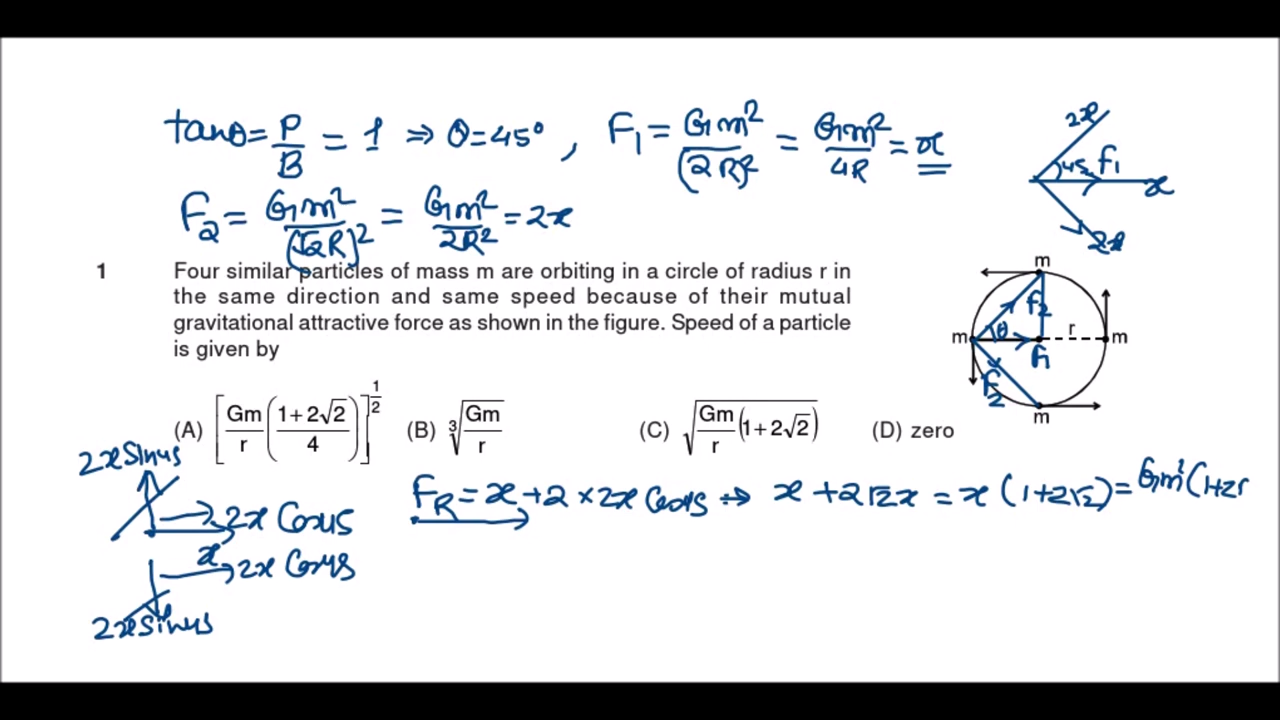 tanθ = P/B = 1 ⇒ θ = 45° , F₁ = Gm²/(2R)² = Gm²/4R = x
F₂ = Gm²/(√2R)² = Gm²/2R² = 2x
2x
45 F₁
x
2x
1 Four similar particles of mass m are orbiting in a circle of radius r in
the same direction and same speed because of their mutual
gravitational attractive force as shown in the figure. Speed of a particle
is given by
m
F₂
m θ r m
F₁
F₂
m
(A) [Gm/r ((1+2√2)/4)]^(1/2) (B) ∛(Gm/r) (C) √(Gm/r (1+2√2)) (D) zero
2x Sin45
F_R = x + 2 × 2x Cos45 ⇒ x + 2√2x = x (1+2√2) = Gm² (1+2
2x Cos45
x
2x Cos45
2x Sin45